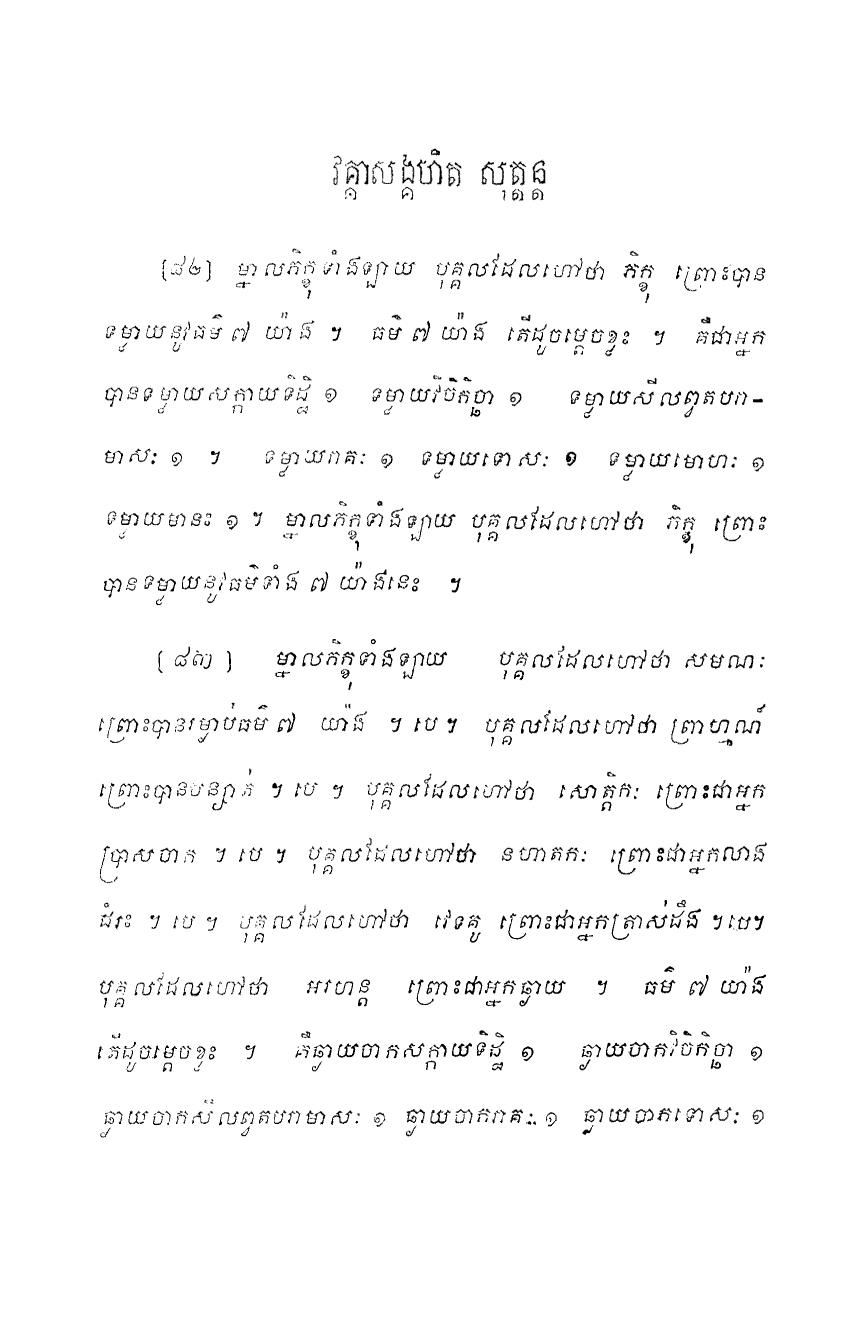 វគ្គាសង្គហិត សុត្តន្ត
[៨២] ម្នាលភិក្ខុទាំងឡាយ បុគ្គលដែលហៅថា ភិក្ខុ ព្រោះបាន
ទម្លាយនូវធម៌ ៧ យ៉ាង ។ ធម៌ ៧ យ៉ាង តើដូចម្តេចខ្លះ ។ គឺជាអ្នក
បានទម្លាយសក្កាយទិដ្ឋិ ១ ទម្លាយវិចិកិច្ឆា ១ ទម្លាយសីលព្វតបរា-
មាសៈ ១ ។ ទម្លាយរាគៈ ១ ទម្លាយទោសៈ ១ ទម្លាយមោហៈ ១
ទម្លាយមានះ ១ ។ ម្នាលភិក្ខុទាំងឡាយ បុគ្គលដែលហៅថា ភិក្ខុ ព្រោះ
បានទម្លាយនូវធម៌ទាំង ៧ យ៉ាងនេះ ។
[៨៣] ម្នាលភិក្ខុទាំងឡាយ បុគ្គលដែលហៅថា សមណៈ
ព្រោះបានរម្ងាប់ធម៌ ៧ យ៉ាង ។ បេ ។ បុគ្គលដែលហៅថា ព្រាហ្មណ៍
ព្រោះបានបន្សាត់ ។ បេ ។ បុគ្គលដែលហៅថា សោត្តិកៈ ព្រោះជាអ្នក
ប្រាសចាក ។ បេ ។ បុគ្គលដែលហៅថា នហាតកៈ ព្រោះជាអ្នកលាង
ជំរះ ។ បេ ។ បុគ្គលដែលហៅថា វេទគូ ព្រោះជាអ្នកត្រាស់ដឹង ។ បេ។
បុគ្គលដែលហៅថា អរហន្ត ព្រោះជាអ្នកឆ្ងាយ ។ ធម៌ ៧ យ៉ាង
តើដូចម្តេចខ្លះ ។ គឺឆ្ងាយចាកសក្កាយទិដ្ឋិ ១ ឆ្ងាយចាកវិចិកិច្ឆា ១
ឆ្ងាយចាកសីលព្វតបរាមាសៈ ១ ឆ្ងាយចាករាគៈ ១ ឆ្ងាយចាកទោសៈ ១